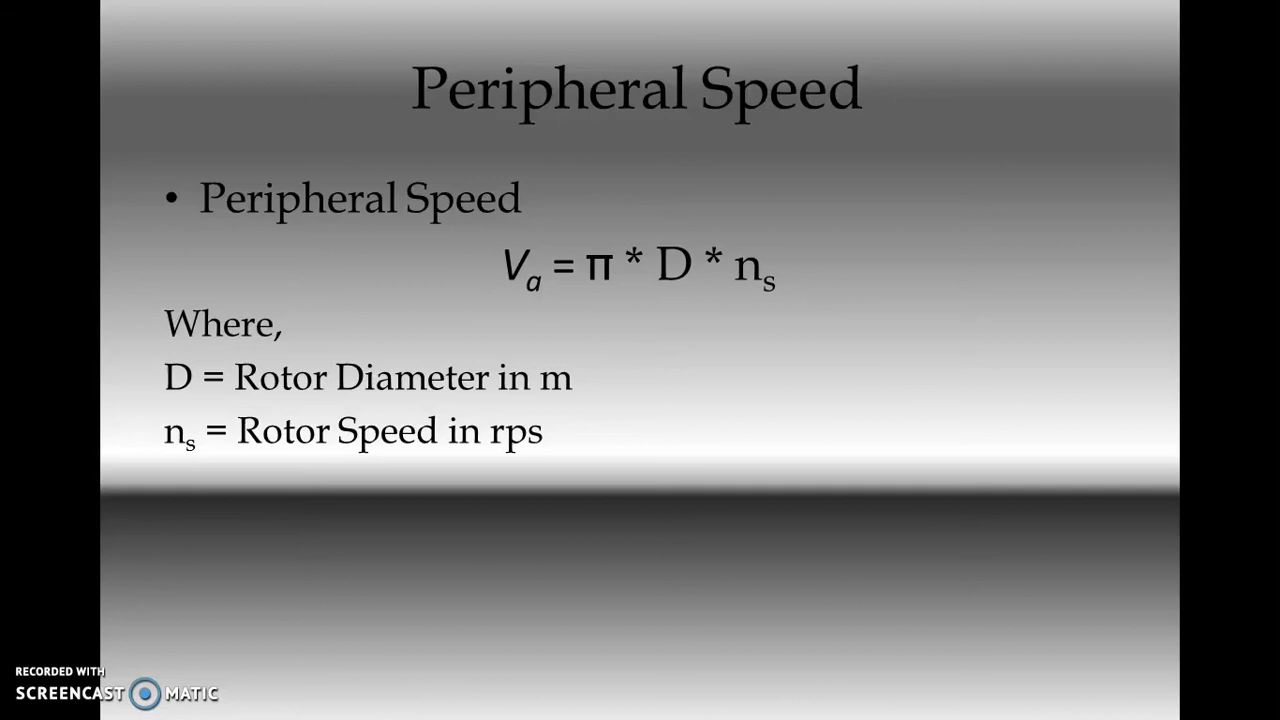 Peripheral Speed
• Peripheral Speed
Va = π * D * ns
Where,
D = Rotor Diameter in m
ns = Rotor Speed in rps
RECORDED WITH
SCREENCAST MATIC